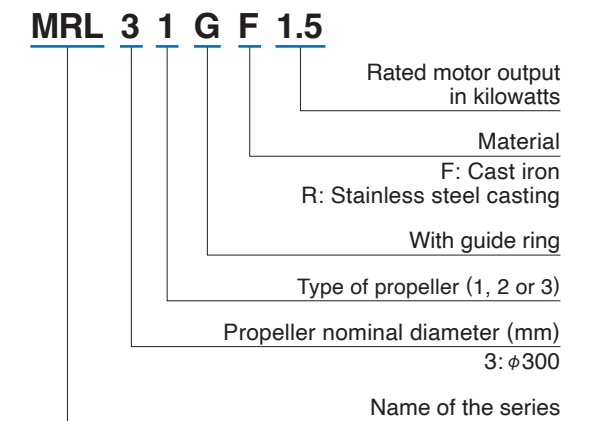 MRL 3 1 G F 1.5
Rated motor output
in kilowatts
Material
F: Cast iron
R: Stainless steel casting
With guide ring
Type of propeller (1, 2 or 3)
Propeller nominal diameter (mm)
3: φ300
Name of the series